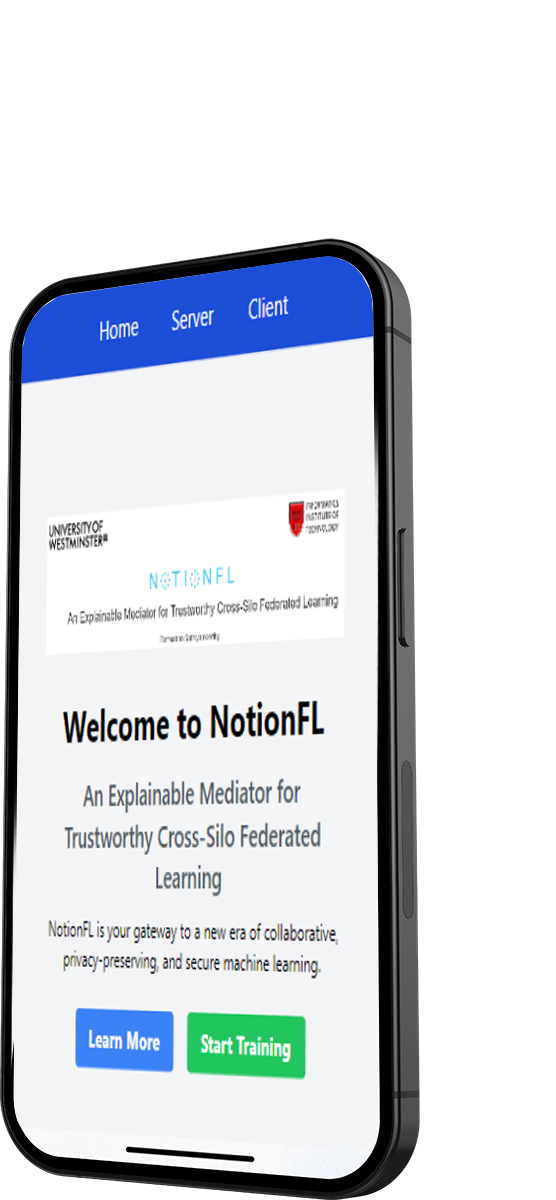 Home Server Client
UNIVERSITY OF
WESTMINSTER
INFORMATICS
INSTITUTE OF
TECHNOLOGY
NOTIONFL
An Explainable Mediator for Trustworthy Cross-Silo Federated Learning
Welcome to NotionFL
An Explainable Mediator for
Trustworthy Cross-Silo Federated
Learning
NotionFL is your gateway to a new era of collaborative,
privacy-preserving, and secure machine learning.
Learn More Start Training